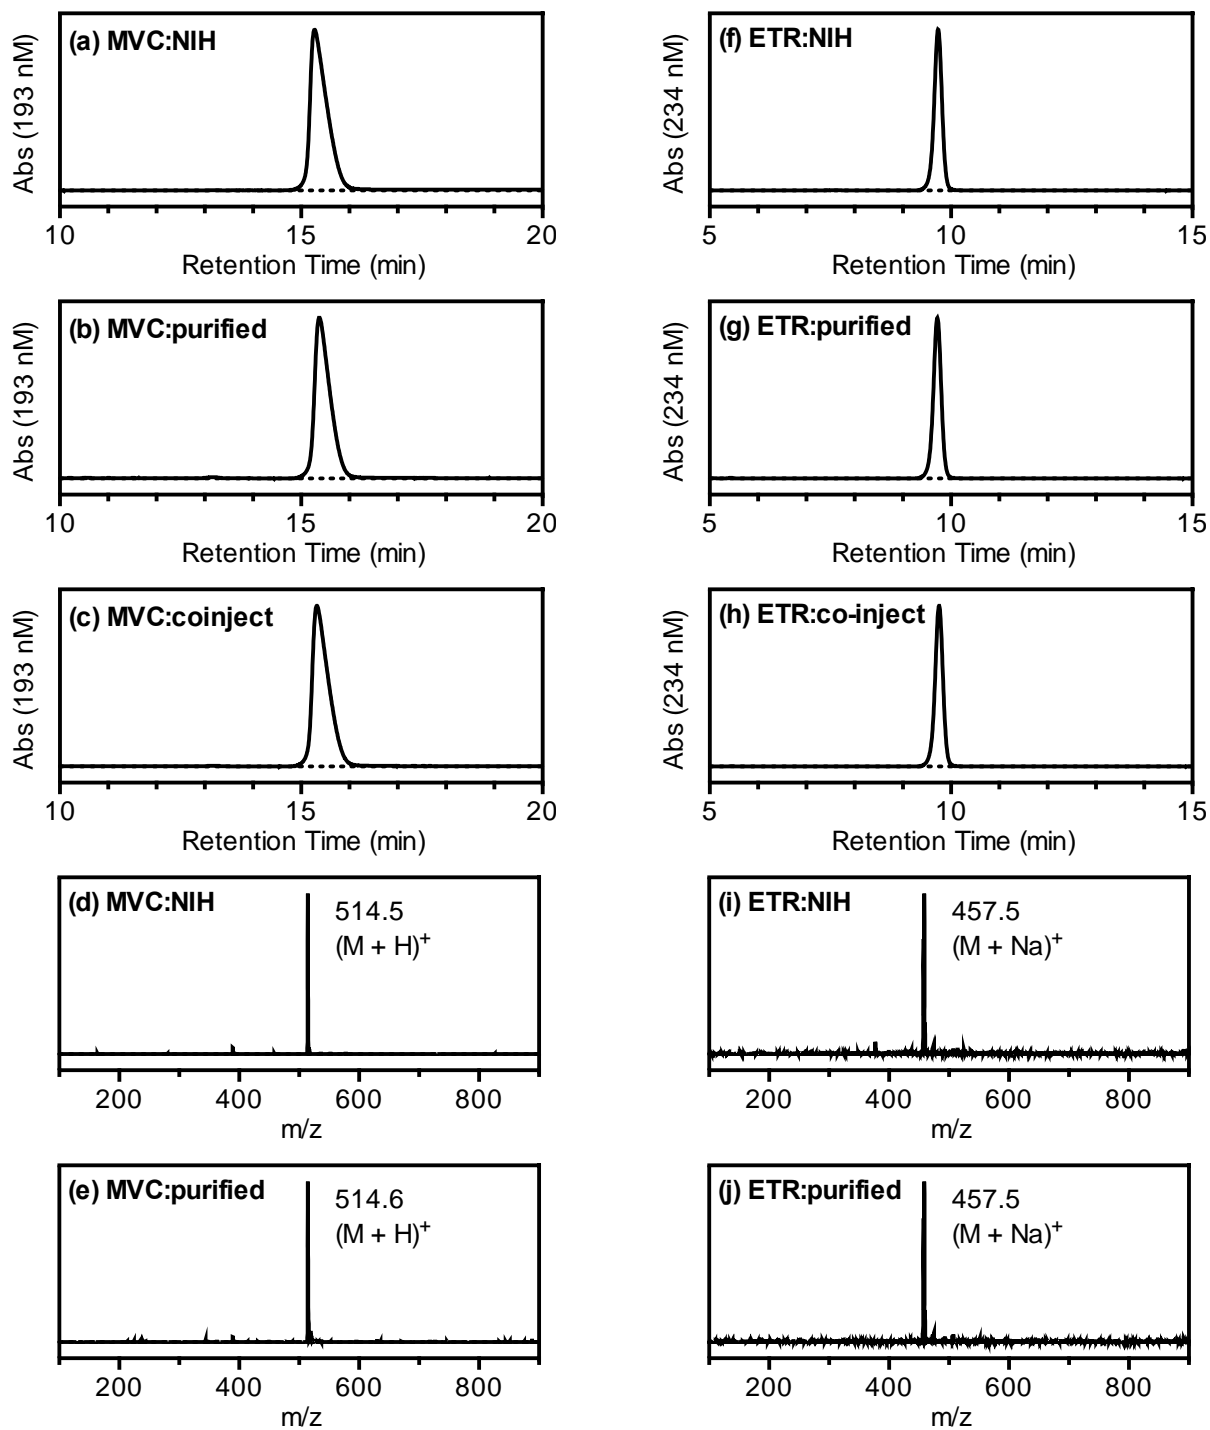 (a) MVC:NIH
Abs (193 nM)
10 15 20
Retention Time (min)
(b) MVC:purified
Abs (193 nM)
10 15 20
Retention Time (min)
(c) MVC:coinject
Abs (193 nM)
10 15 20
Retention Time (min)
(d) MVC:NIH
514.5
(M + H)⁺
200 400 600 800
m/z
(e) MVC:purified
514.6
(M + H)⁺
200 400 600 800
m/z
(f) ETR:NIH
Abs (234 nM)
5 10 15
Retention Time (min)
(g) ETR:purified
Abs (234 nM)
5 10 15
Retention Time (min)
(h) ETR:co-inject
Abs (234 nM)
5 10 15
Retention Time (min)
(i) ETR:NIH
457.5
(M + Na)⁺
200 400 600 800
m/z
(j) ETR:purified
457.5
(M + Na)⁺
200 400 600 800
m/z